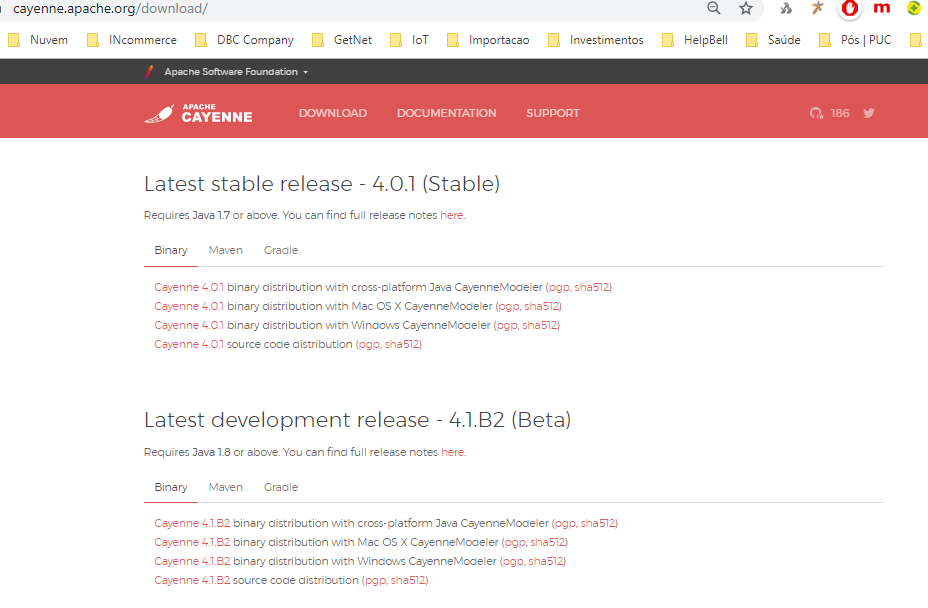 cayenne.apache.org/download/
Nuvem INcommerce DBC Company GetNet IoT Importacao Investimentos HelpBell Saúde Pós | PUC
Apache Software Foundation
APACHE
CAYENNE DOWNLOAD DOCUMENTATION SUPPORT 186
Latest stable release - 4.0.1 (Stable)
Requires Java 1.7 or above. You can find full release notes here.
Binary Maven Gradle
Cayenne 4.0.1 binary distribution with cross-platform Java CayenneModeler (pgp, sha512)
Cayenne 4.0.1 binary distribution with Mac OS X CayenneModeler (pgp, sha512)
Cayenne 4.0.1 binary distribution with Windows CayenneModeler (pgp, sha512)
Cayenne 4.0.1 source code distribution (pgp, sha512)
Latest development release - 4.1.B2 (Beta)
Requires Java 1.8 or above. You can find full release notes here.
Binary Maven Gradle
Cayenne 4.1.B2 binary distribution with cross-platform Java CayenneModeler (pgp, sha512)
Cayenne 4.1.B2 binary distribution with Mac OS X CayenneModeler (pgp, sha512)
Cayenne 4.1.B2 binary distribution with Windows CayenneModeler (pgp, sha512)
Cayenne 4.1.B2 source code distribution (pgp, sha512)